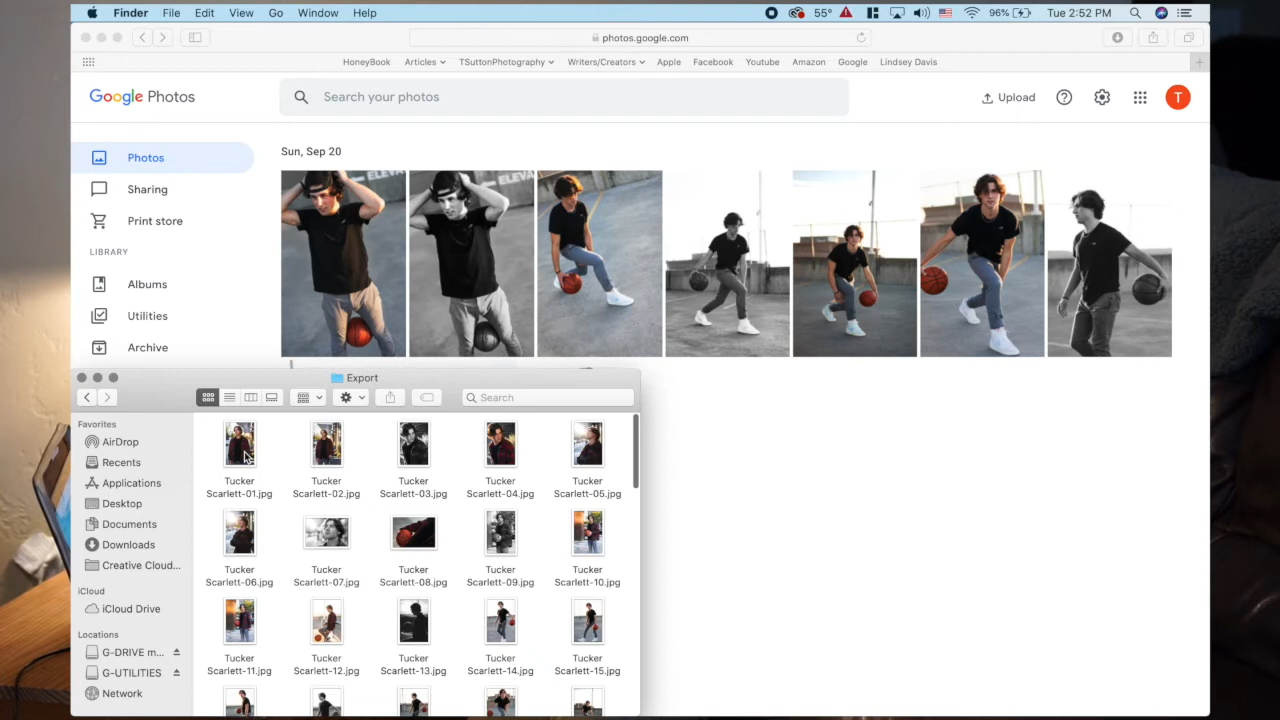 Finder File Edit View Go Window Help 55° 96% Tue 2:52 PM
photos.google.com
HoneyBook Articles TSuttonPhotography Writers/Creators Apple Facebook Youtube Amazon Google Lindsey Davis
Google Photos
Search your photos
Upload
T
Photos
Sharing
Print store
LIBRARY
Albums
Utilities
Archive
Sun, Sep 20
ELEVA
ELEV
Export
Search
Favorites
AirDrop
Recents
Applications
Desktop
Documents
Downloads
Creative Cloud...
iCloud
iCloud Drive
Locations
G-DRIVE m...
G-UTILITIES
Network
Tucker Scarlett-01.jpg
Tucker Scarlett-02.jpg
Tucker Scarlett-03.jpg
Tucker Scarlett-04.jpg
Tucker Scarlett-05.jpg
Tucker Scarlett-06.jpg
Tucker Scarlett-07.jpg
Tucker Scarlett-08.jpg
Tucker Scarlett-09.jpg
Tucker Scarlett-10.jpg
Tucker Scarlett-11.jpg
Tucker Scarlett-12.jpg
Tucker Scarlett-13.jpg
Tucker Scarlett-14.jpg
Tucker Scarlett-15.jpg